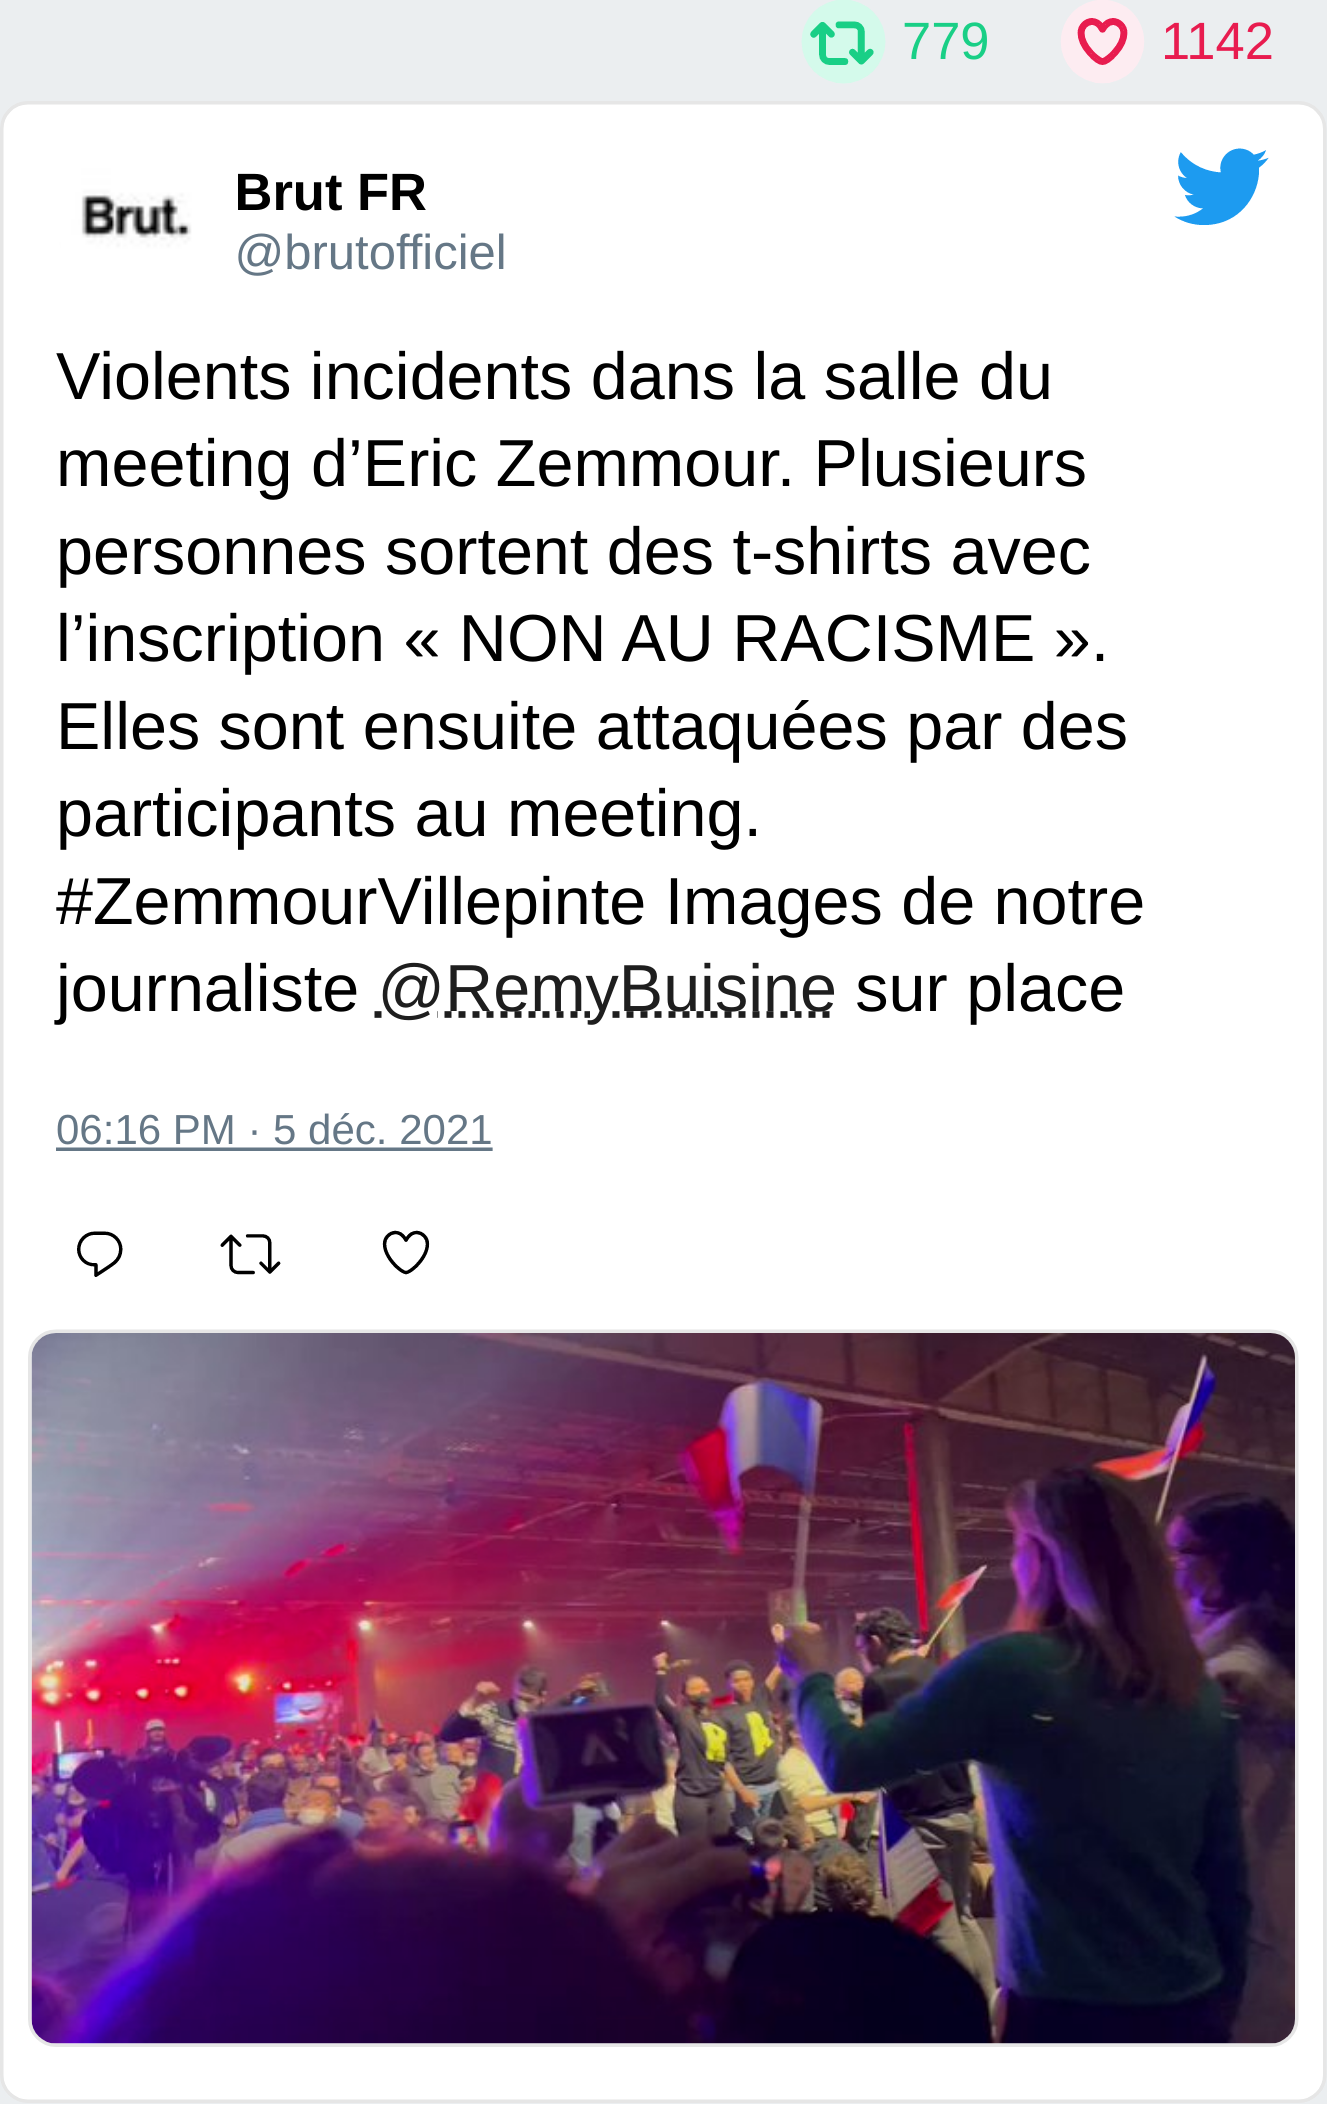 779 1142
Brut.
Brut FR
@brutofficiel
Violents incidents dans la salle du
meeting d’Eric Zemmour. Plusieurs
personnes sortent des t-shirts avec
l’inscription « NON AU RACISME ».
Elles sont ensuite attaquées par des
participants au meeting.
#ZemmourVillepinte Images de notre
journaliste @RemyBuisine sur place
06:16 PM · 5 déc. 2021